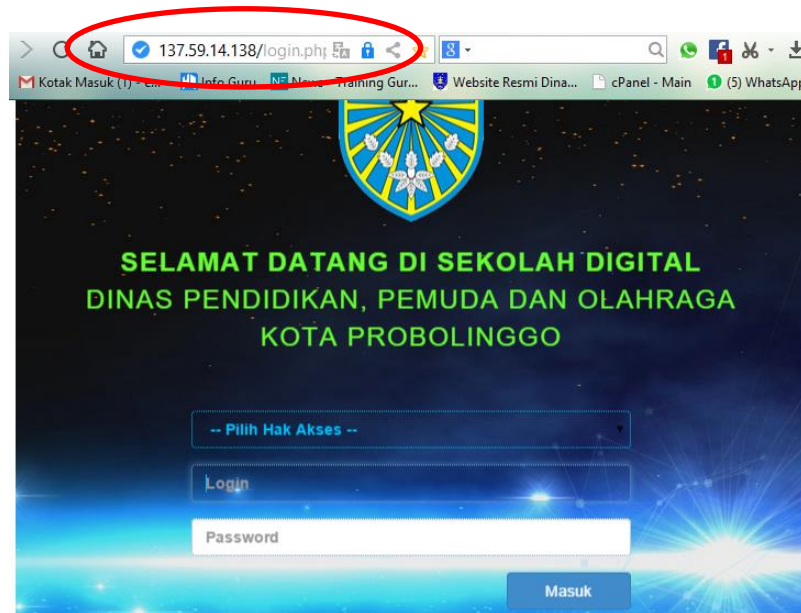 137.59.14.138/login.php
8
1
Kotak Masuk (1) - c...
Info Guru
News - Training Gur...
Website Resmi Dina...
cPanel - Main
(5) WhatsApp
SELAMAT DATANG DI SEKOLAH DIGITAL
DINAS PENDIDIKAN, PEMUDA DAN OLAHRAGA
KOTA PROBOLINGGO
-- Pilih Hak Akses --
Login
Password
Masuk